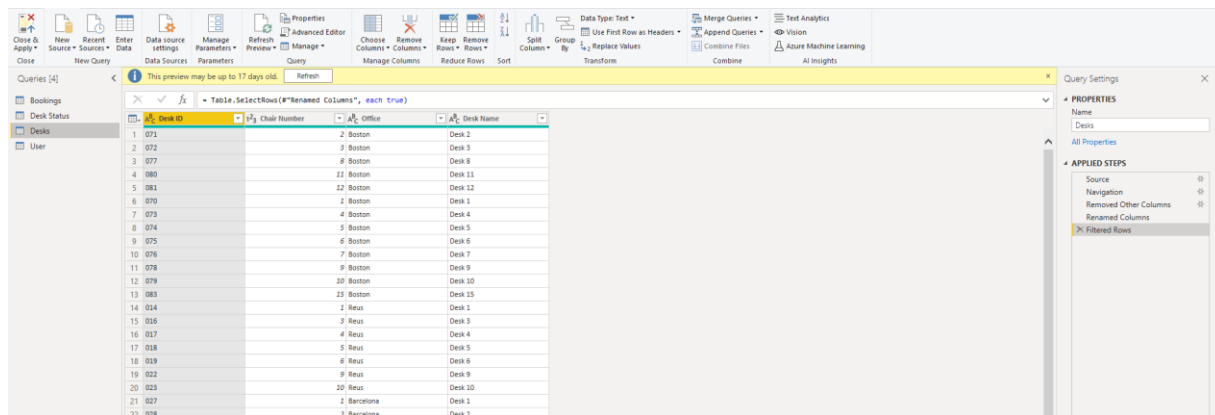 Close & Apply
New Source
Recent Sources
Enter Data
Data source settings
Manage Parameters
Refresh Preview
Properties
Advanced Editor
Manage
Choose Columns
Remove Columns
Keep Rows
Remove Rows
Split Column
Group By
Data Type: Text
Use First Row as Headers
Replace Values
Merge Queries
Append Queries
Combine Files
Text Analytics
Vision
Azure Machine Learning
Close
New Query
Data Sources
Parameters
Query
Manage Columns
Reduce Rows
Sort
Transform
Combine
AI Insights
Queries [4]
This preview may be up to 17 days old. Refresh
Bookings
Desk Status
Desks
User
fx = Table.SelectRows(#"Renamed Columns", each true)
Desk ID Chair Number Office Desk Name
1 071 2 Boston Desk 2
2 072 3 Boston Desk 3
3 077 8 Boston Desk 8
4 080 11 Boston Desk 11
5 081 12 Boston Desk 12
6 070 1 Boston Desk 1
7 073 4 Boston Desk 4
8 074 5 Boston Desk 5
9 075 6 Boston Desk 6
10 076 7 Boston Desk 7
11 078 9 Boston Desk 9
12 079 10 Boston Desk 10
13 083 15 Boston Desk 15
14 014 1 Reus Desk 1
15 016 3 Reus Desk 3
16 017 4 Reus Desk 4
17 018 5 Reus Desk 5
18 019 6 Reus Desk 6
19 022 9 Reus Desk 9
20 023 10 Reus Desk 10
21 027 1 Barcelona Desk 1
22 028 2 Barcelona Desk 2
Query Settings
PROPERTIES
Name
Desks
All Properties
APPLIED STEPS
Source
Navigation
Removed Other Columns
Renamed Columns
Filtered Rows